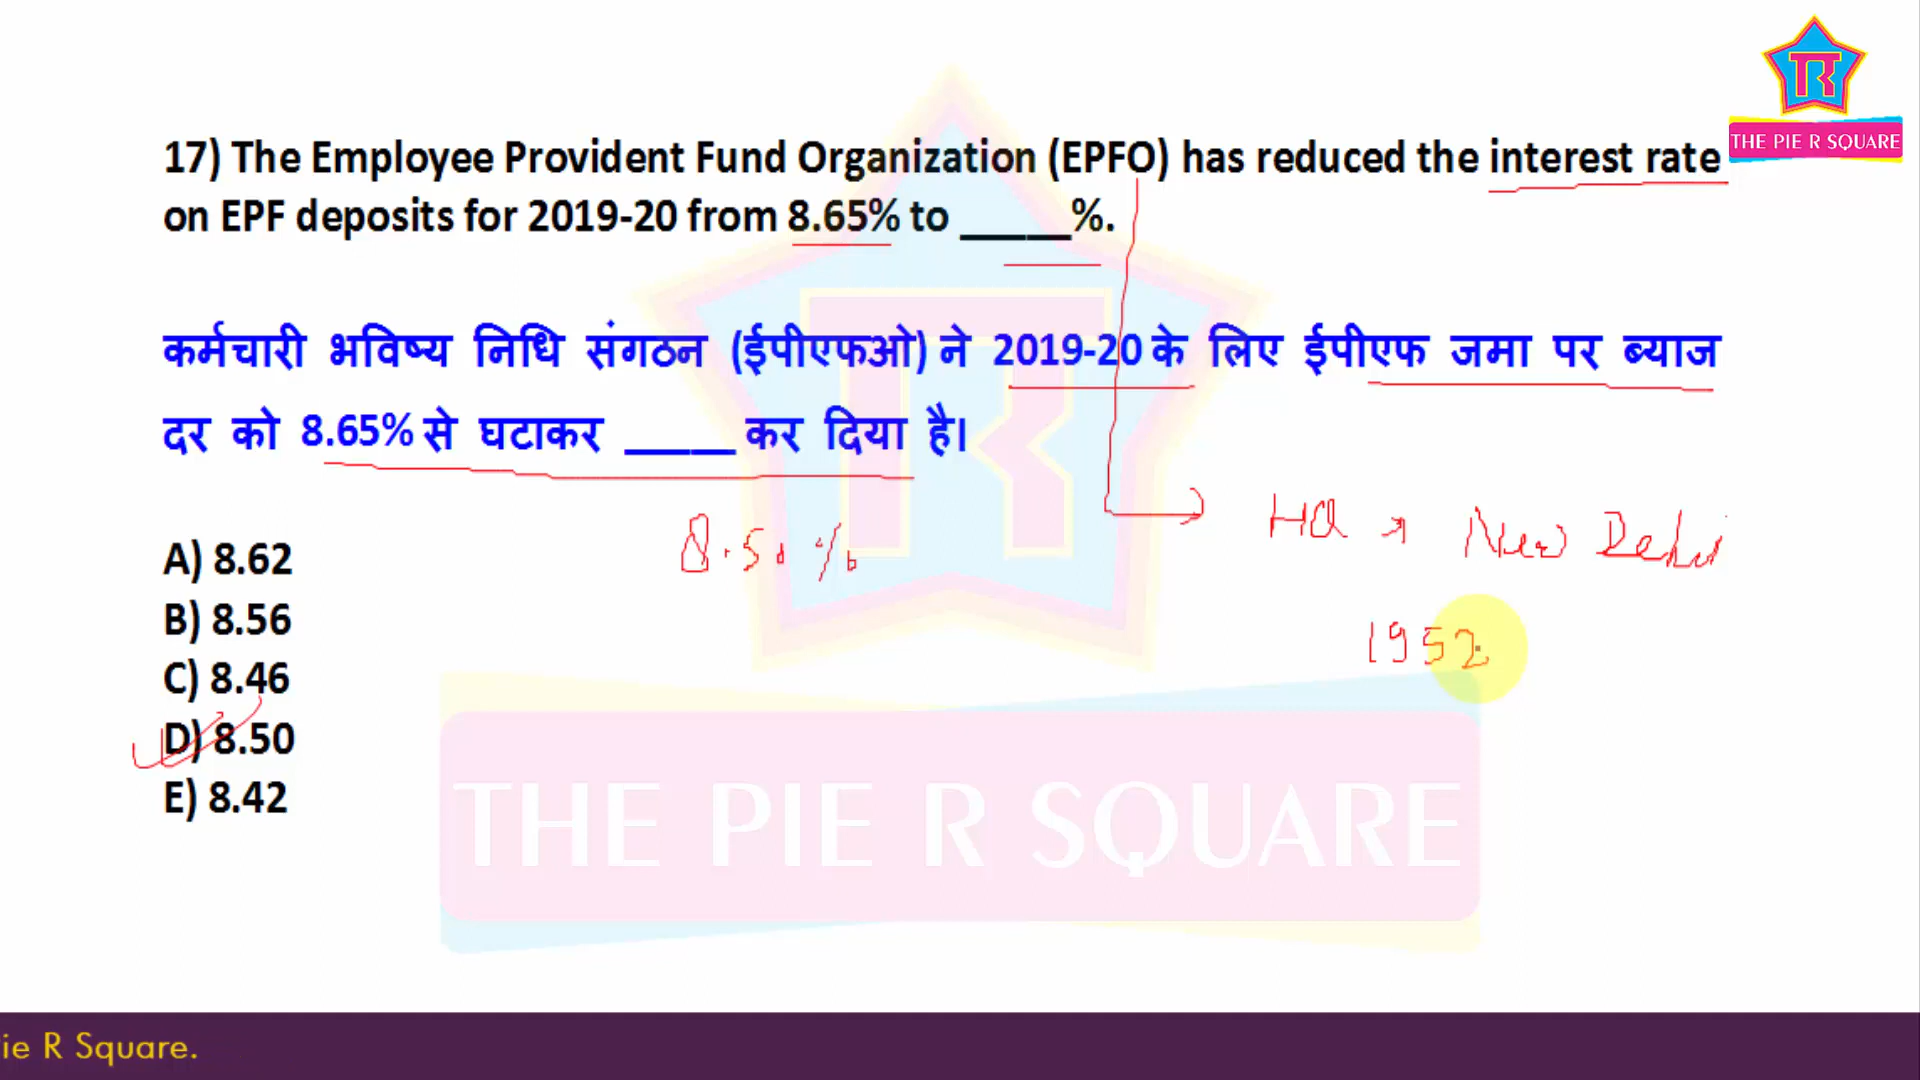 THE PIE R SQUARE
17) The Employee Provident Fund Organization (EPFO) has reduced the interest rate
on EPF deposits for 2019-20 from 8.65% to _____%.
कर्मचारी भविष्य निधि संगठन (ईपीएफओ) ने 2019-20 के लिए ईपीएफ जमा पर ब्याज
दर को 8.65% से घटाकर _____ कर दिया है।
8.50 %
HQ → New Delhi
1952
A) 8.62
B) 8.56
C) 8.46
D) 8.50
E) 8.42
THE PIE R SQUARE
ie R Square.